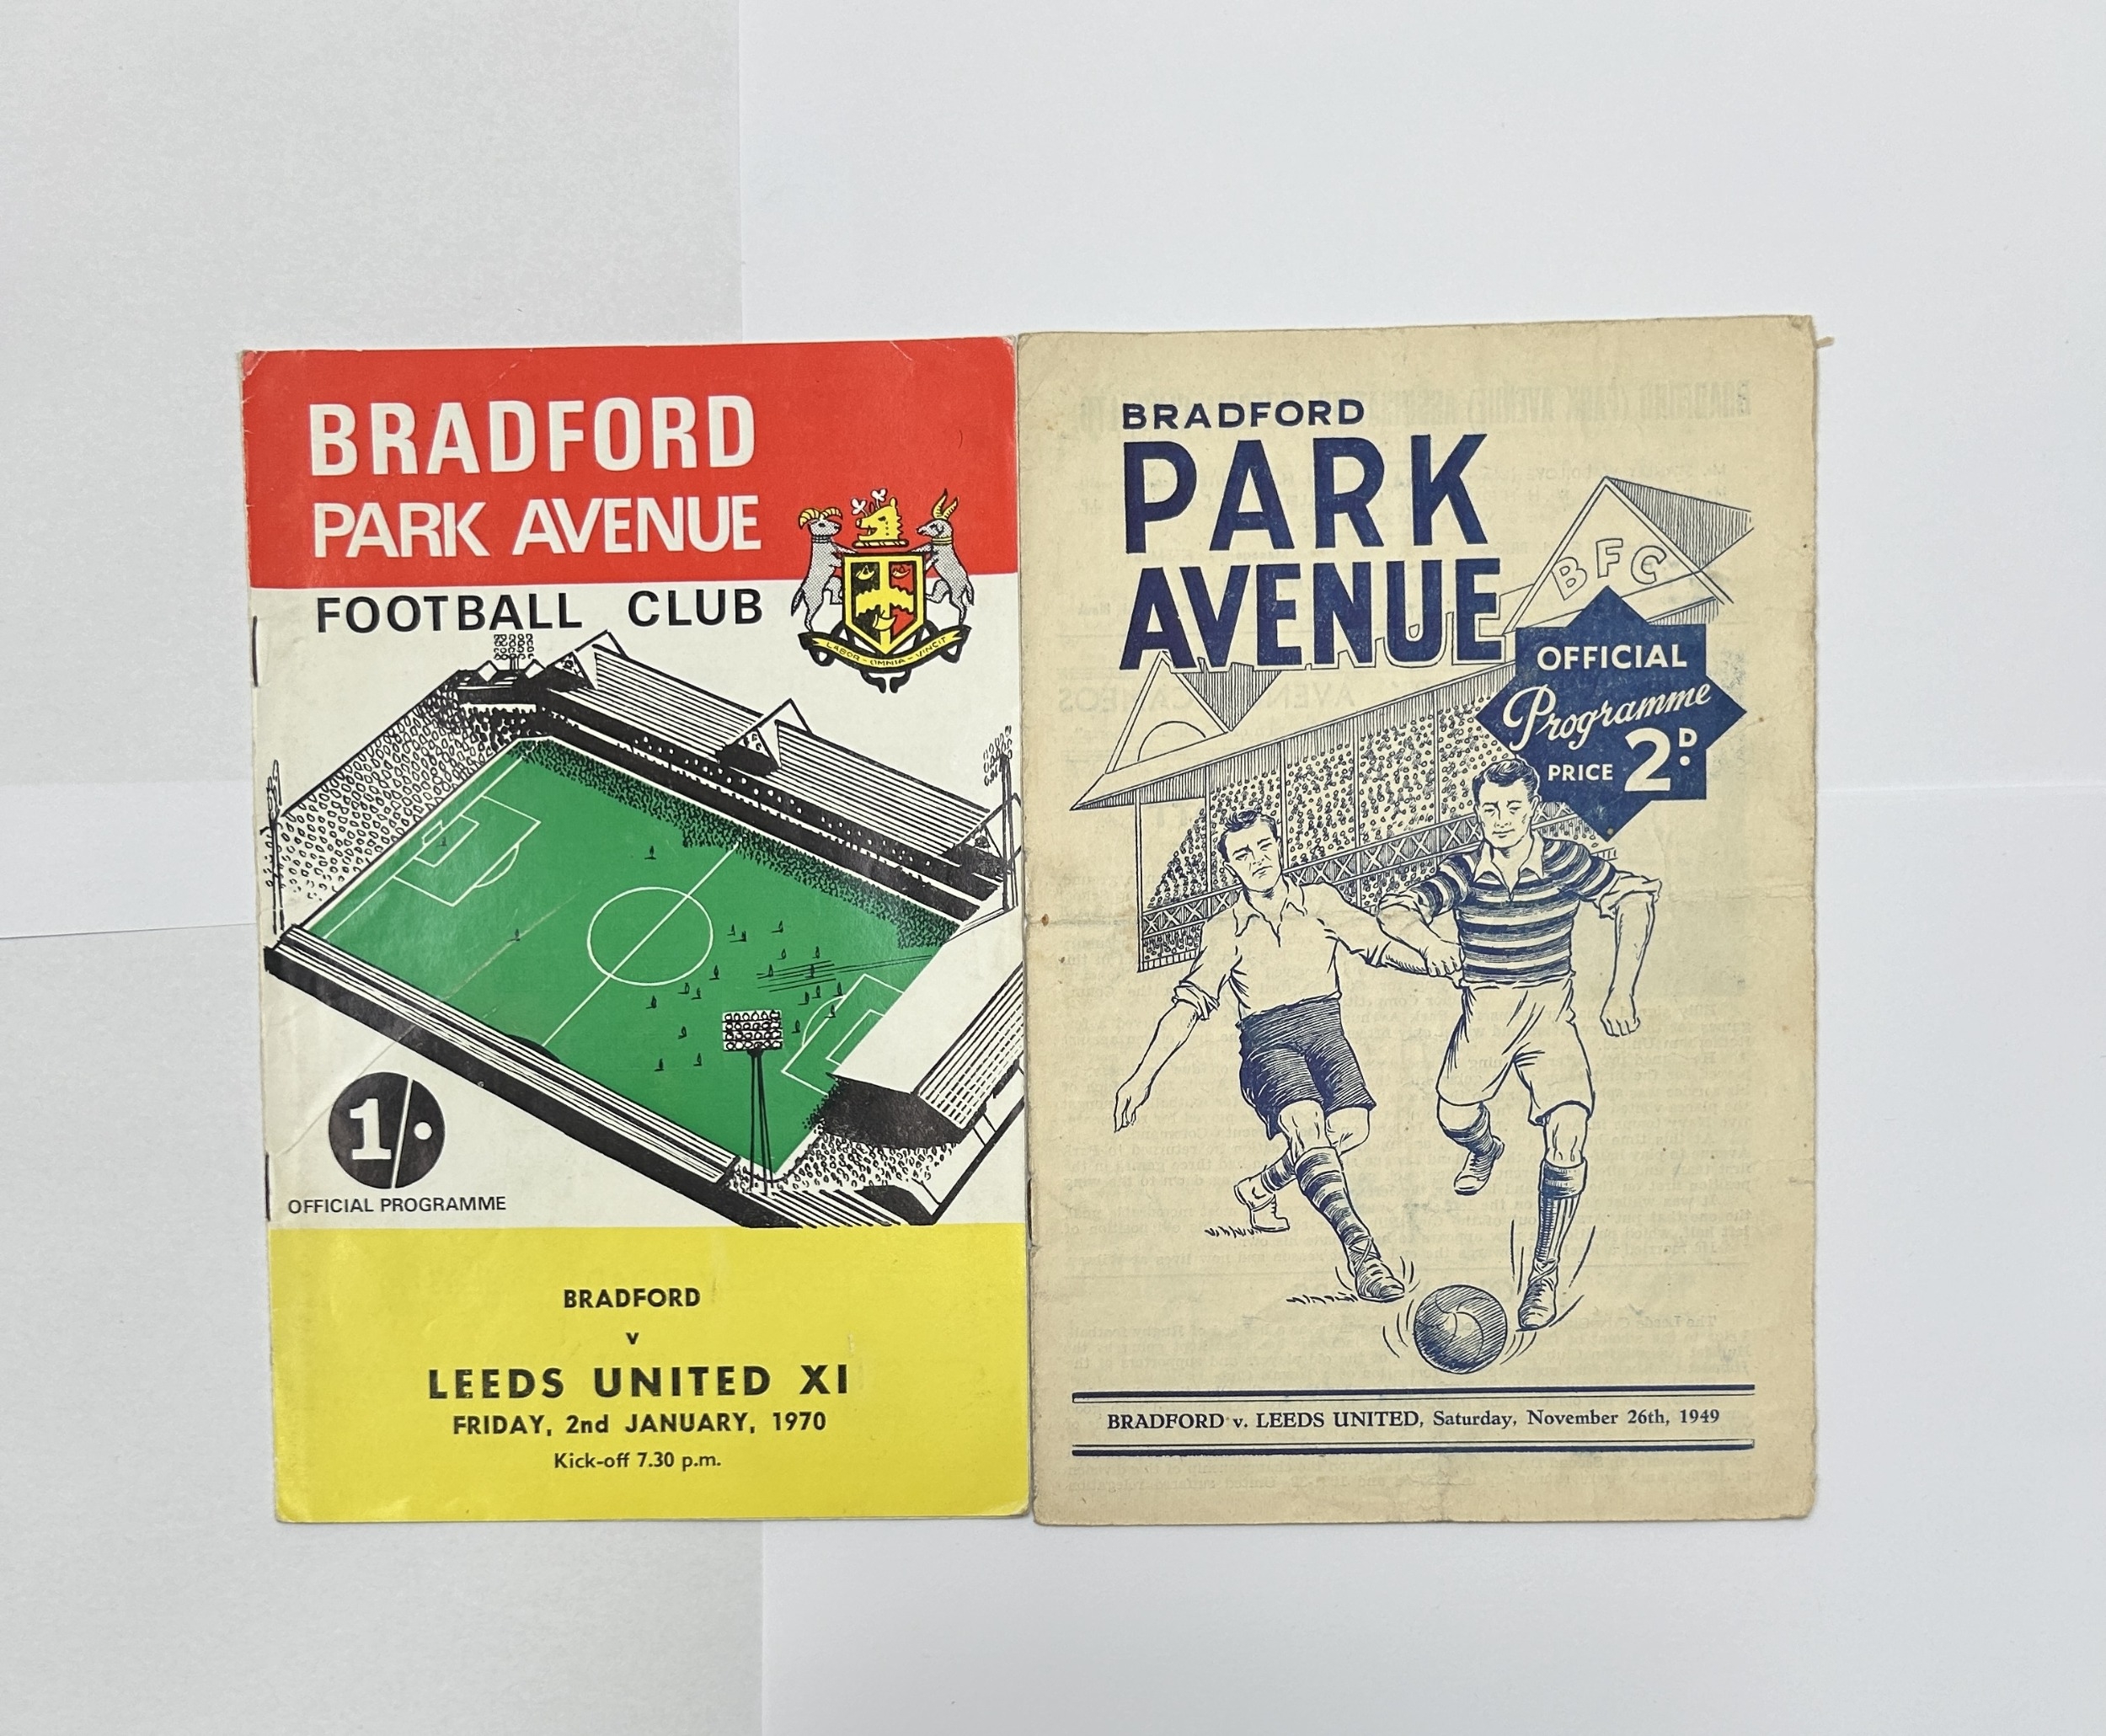 BRADFORD
PARK AVENUE
FOOTBALL CLUB
LABOR - OMNIA - VINCIT
1/·
OFFICIAL PROGRAMME
BRADFORD
v
LEEDS UNITED XI
FRIDAY, 2nd JANUARY, 1970
Kick-off 7.30 p.m.
BRADFORD
PARK
AVENUE
BFC
OFFICIAL
Programme
PRICE 2D.
BRADFORD v. LEEDS UNITED, Saturday, November 26th, 1949